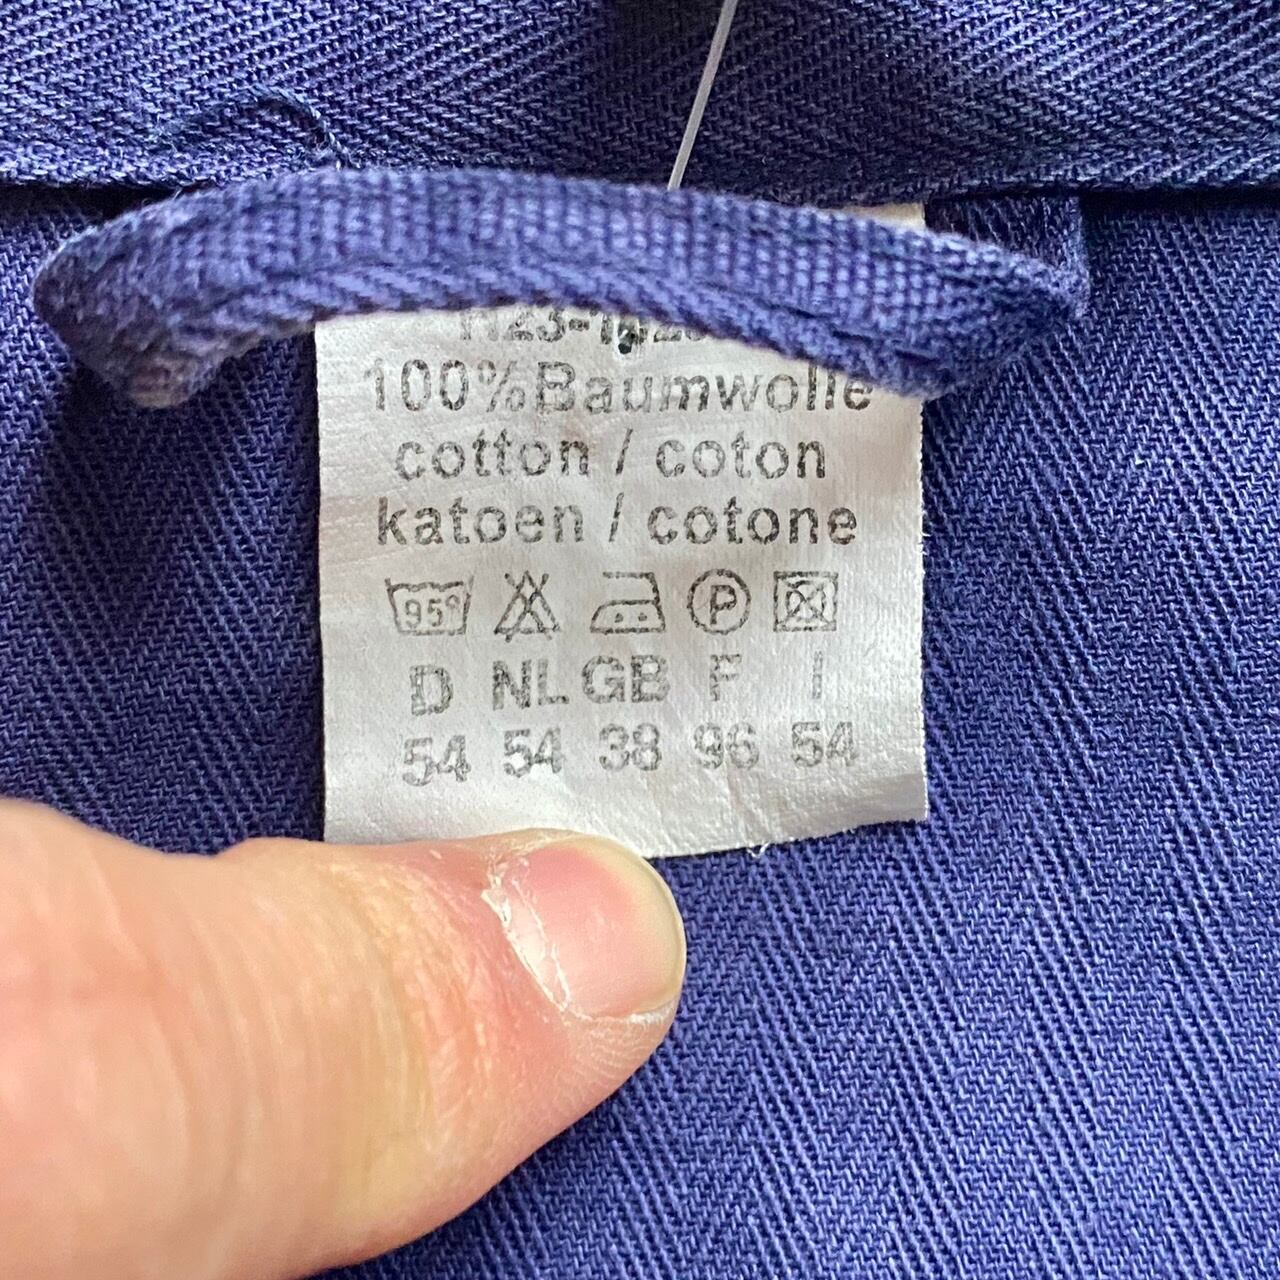 100% Baumwolle
cotton / coton
katoen / cotone
95° P
D NL GB F I
54 54 38 96 54